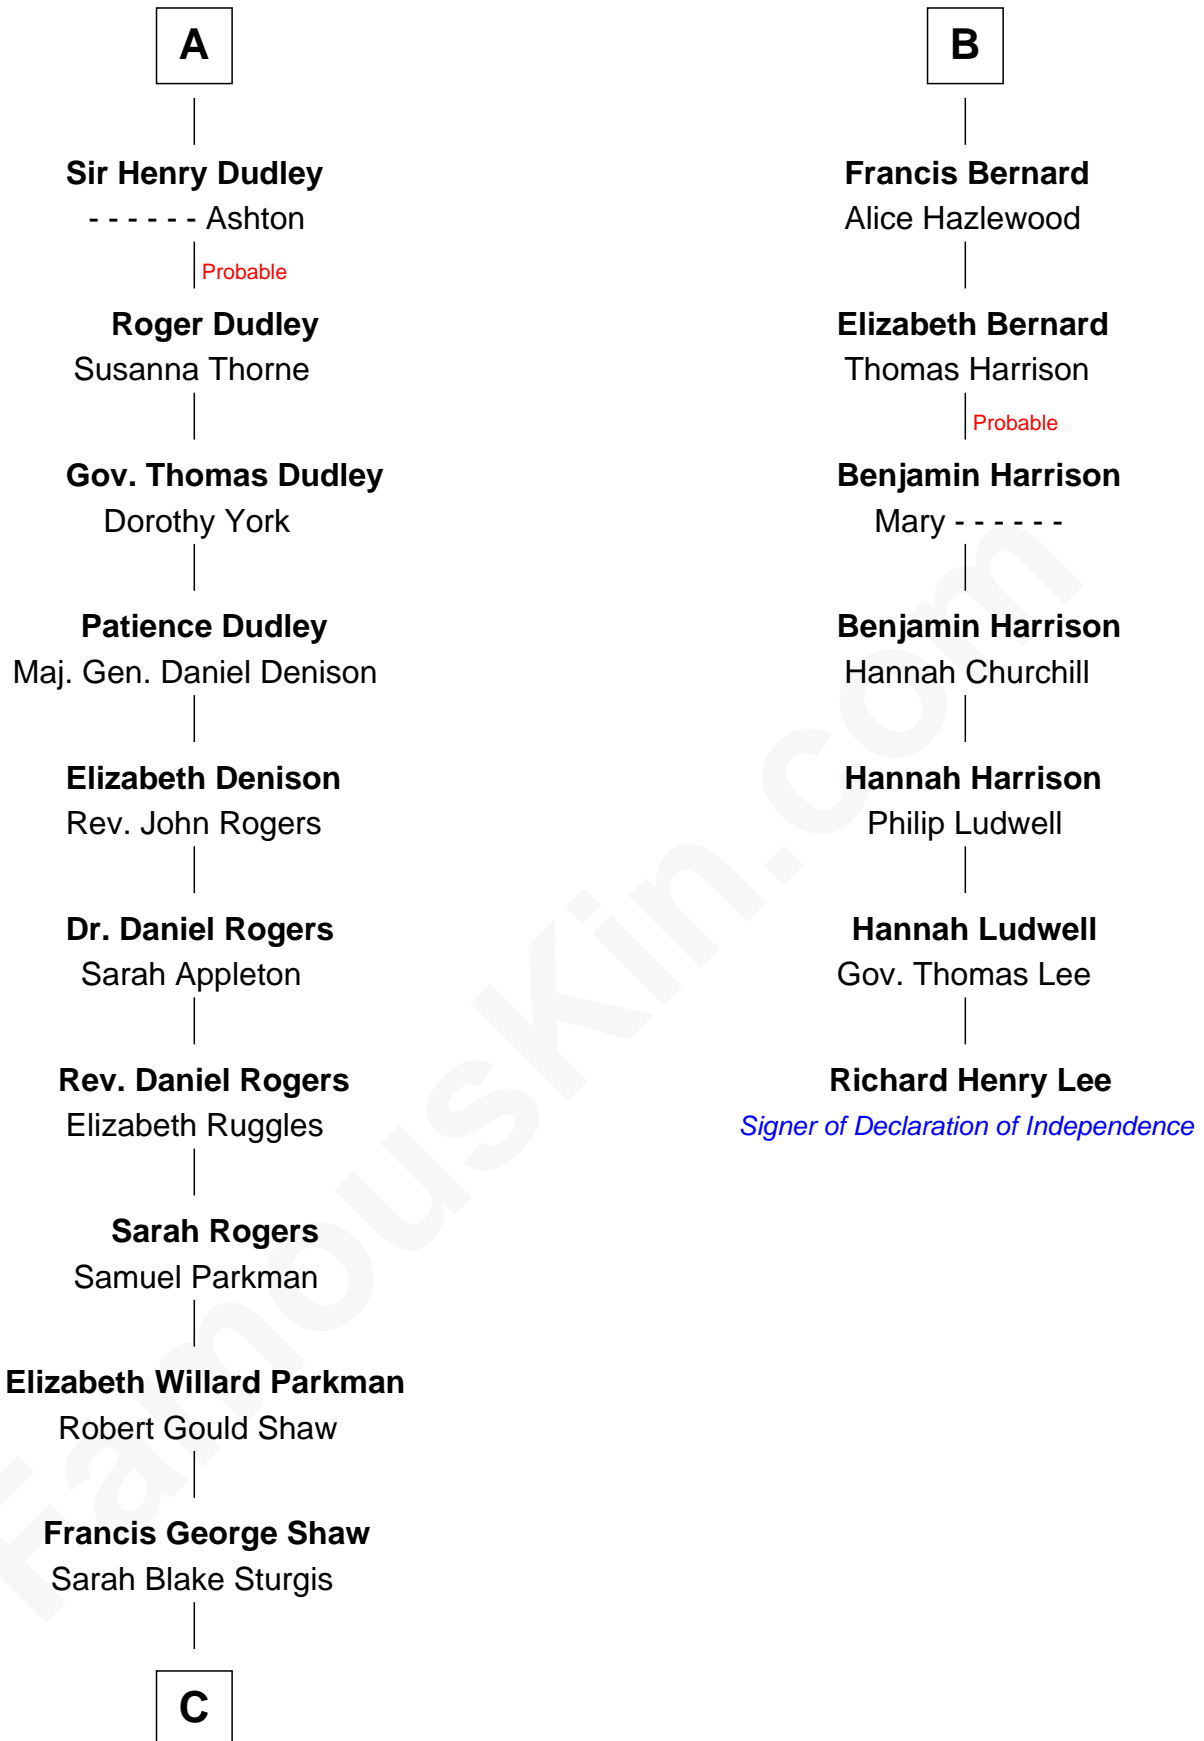 A
Sir Henry Dudley
- - - - - - Ashton
Probable
Roger Dudley
Susanna Thorne
Gov. Thomas Dudley
Dorothy York
Patience Dudley
Maj. Gen. Daniel Denison
Elizabeth Denison
Rev. John Rogers
Dr. Daniel Rogers
Sarah Appleton
Rev. Daniel Rogers
Elizabeth Ruggles
Sarah Rogers
Samuel Parkman
Elizabeth Willard Parkman
Robert Gould Shaw
Francis George Shaw
Sarah Blake Sturgis
C
B
Francis Bernard
Alice Hazlewood
Elizabeth Bernard
Thomas Harrison
Probable
Benjamin Harrison
Mary - - - - - -
Benjamin Harrison
Hannah Churchill
Hannah Harrison
Philip Ludwell
Hannah Ludwell
Gov. Thomas Lee
Richard Henry Lee
Signer of Declaration of Independence
FamousKin.com